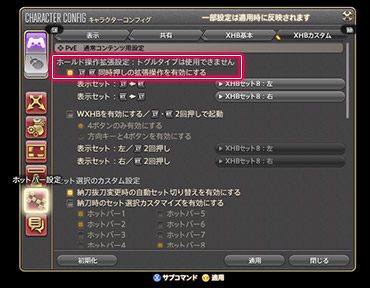 CHARACTER CONFIG キャラクターコンフィグ
一部設定は適用時に反映されます
表示
共有
XHB基本
XHBカスタム
PvE 通常コンテンツ用設定
ホールド操作拡張設定：トグルタイプは使用できません
同時押しの拡張操作を有効にする
表示セット：
XHBセット8：左
表示セット：
XHBセット8：右
WXHBを有効にする／ 2回押しで起動
4ボタンのみ有効にする
方向キーと4ボタンを有効にする
表示セット：左／ 2回押し
XHBセット8：左
表示セット：右／ 2回押し
XHBセット8：右
ホットバー設定
セット選択のカスタム設定
納刀抜刀変更時の自動セット切り替えを有効にする
納刀時のセット選択カスタマイズを有効にする
ホットバー1
ホットバー5
ホットバー2
ホットバー6
ホットバー3
ホットバー7
ホットバー4
ホットバー8
初期化
適用
閉じる
サブコマンド
適用